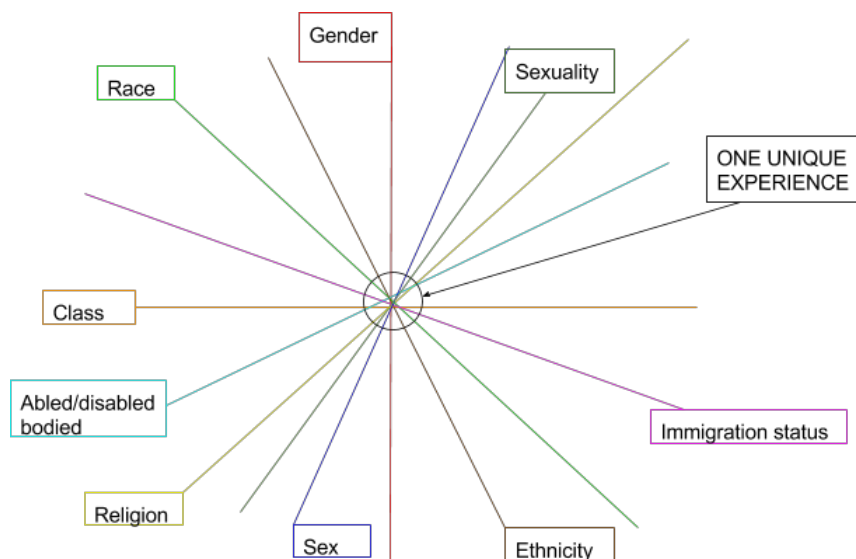 Gender
Sexuality
Race
ONE UNIQUE
EXPERIENCE
Class
Abled/disabled
bodied
Immigration status
Religion
Sex
Ethnicity